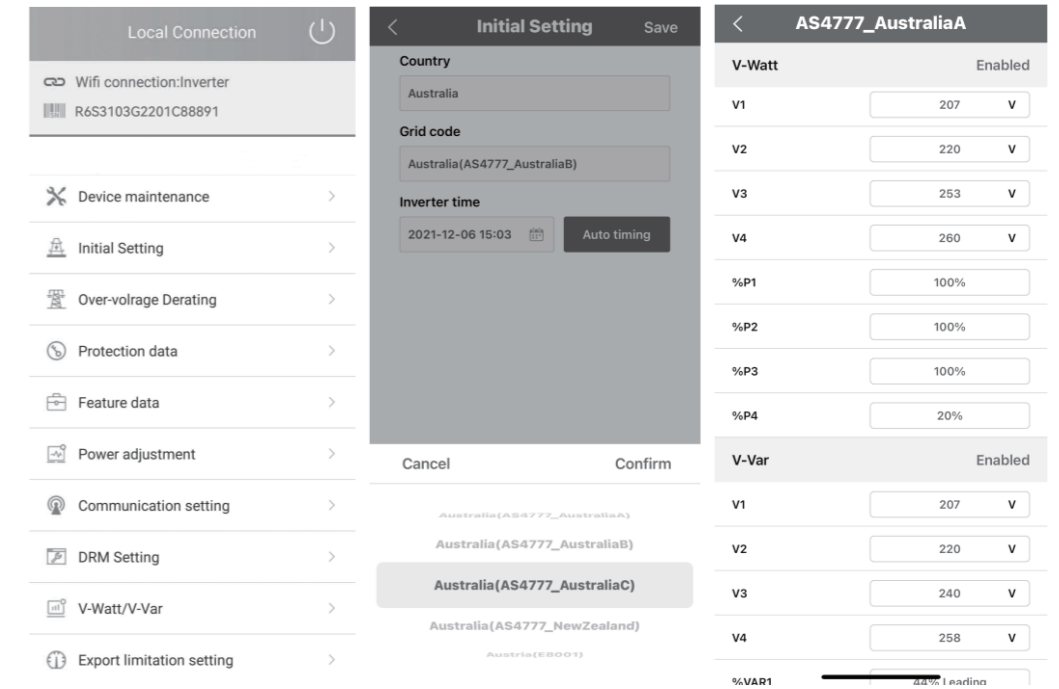 Local Connection
Wifi connection:Inverter
R6S3103G2201C88891
Device maintenance
Initial Setting
Over-volrage Derating
Protection data
Feature data
Power adjustment
Communication setting
DRM Setting
V-Watt/V-Var
Export limitation setting
Initial Setting Save
Country
Australia
Grid code
Australia(AS4777_AustraliaB)
Inverter time
2021-12-06 15:03 Auto timing
Cancel Confirm
Australia(AS4777_AustraliaA)
Australia(AS4777_AustraliaB)
Australia(AS4777_AustraliaC)
Australia(AS4777_NewZealand)
Austria(E8001)
AS4777_AustraliaA
V-Watt Enabled
V1 207 V
V2 220 V
V3 253 V
V4 260 V
%P1 100%
%P2 100%
%P3 100%
%P4 20%
V-Var Enabled
V1 207 V
V2 220 V
V3 240 V
V4 258 V
%VAR1 44% Leading